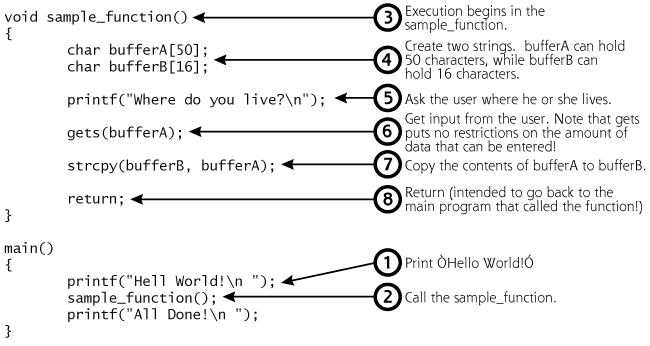 void sample_function()
3 Execution begins in the
sample_function.
{
char bufferA[50];
char bufferB[16];
4 Create two strings. bufferA can hold
50 characters, while bufferB can
hold 16 characters.
printf("Where do you live?\n");
5 Ask the user where he or she lives.
gets(bufferA);
6 Get input from the user. Note that gets
puts no restrictions on the amount of
data that can be entered!
strcpy(bufferB, bufferA);
7 Copy the contents of bufferA to bufferB.
return;
8 Return (intended to go back to the
main program that called the function!)
}
main()
{
printf("Hell World!\n ");
1 Print ÒHello World!Ó
sample_function();
2 Call the sample_function.
printf("All Done!\n ");
}